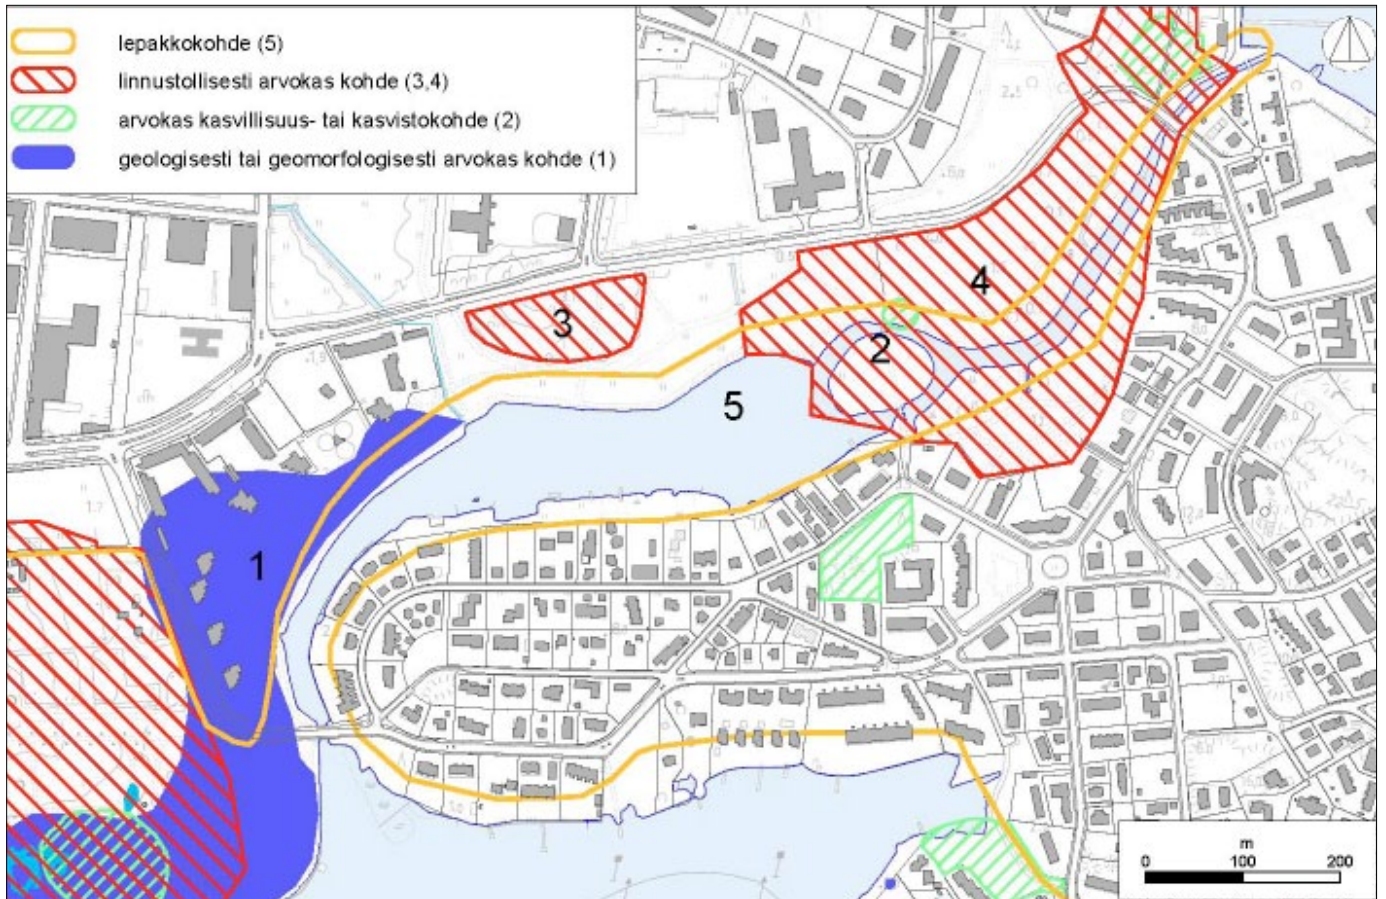 lepakkokohde (5)
linnustollisesti arvokas kohde (3,4)
arvokas kasvillisuus- tai kasvistokohde (2)
geologisesti tai geomorfologisesti arvokas kohde (1)
4
3
2
5
1
m
0 100 200